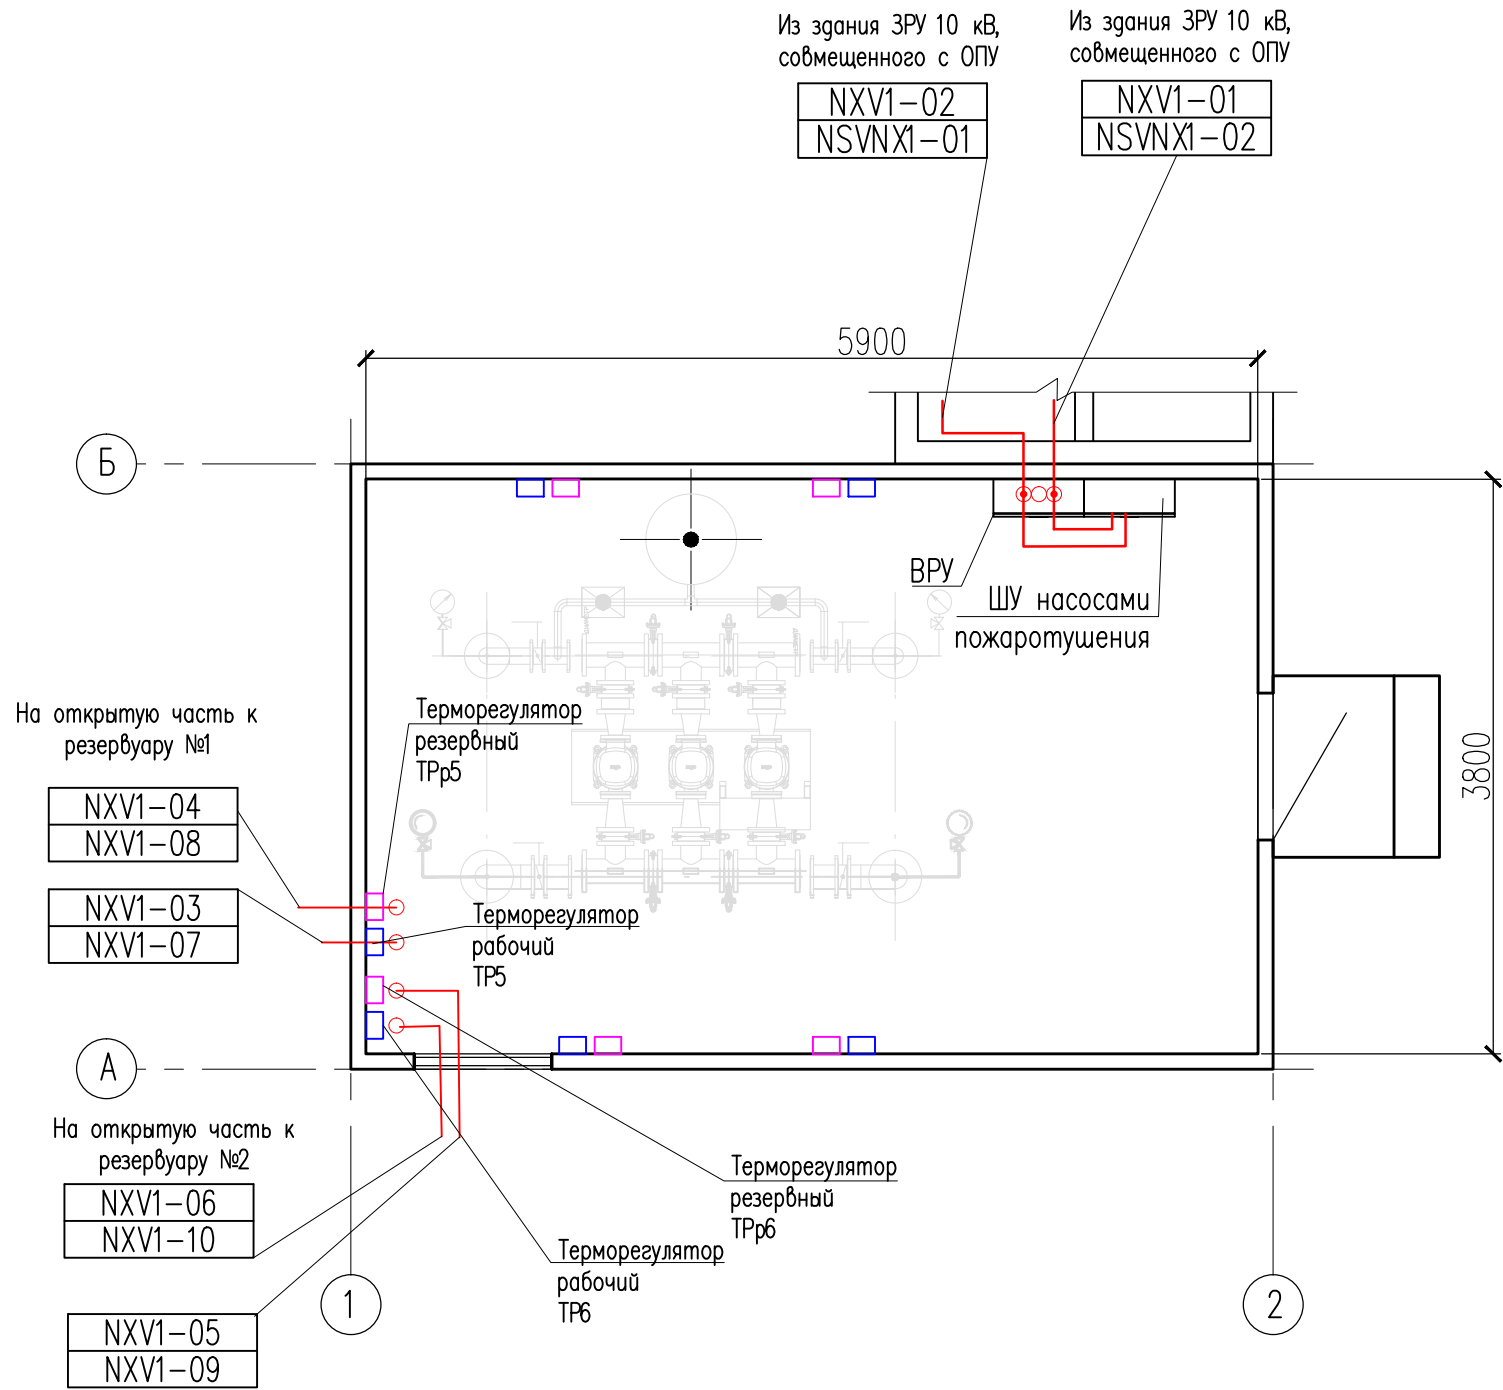 Из здания ЗРУ 10 кВ,
совмещенного с ОПУ
NXV1-02
NSVNX1-01
Из здания ЗРУ 10 кВ,
совмещенного с ОПУ
NXV1-01
NSVNX1-02
5900
Б
ВРУ
ШУ насосами
пожаротушения
3800
На открытую часть к
резервуару №1
NXV1-04
NXV1-08
NXV1-03
NXV1-07
Терморегулятор
резервный
ТРр5
Терморегулятор
рабочий
ТР5
А
На открытую часть к
резервуару №2
NXV1-06
NXV1-10
NXV1-05
NXV1-09
Терморегулятор
резервный
ТРр6
Терморегулятор
рабочий
ТР6
1
2